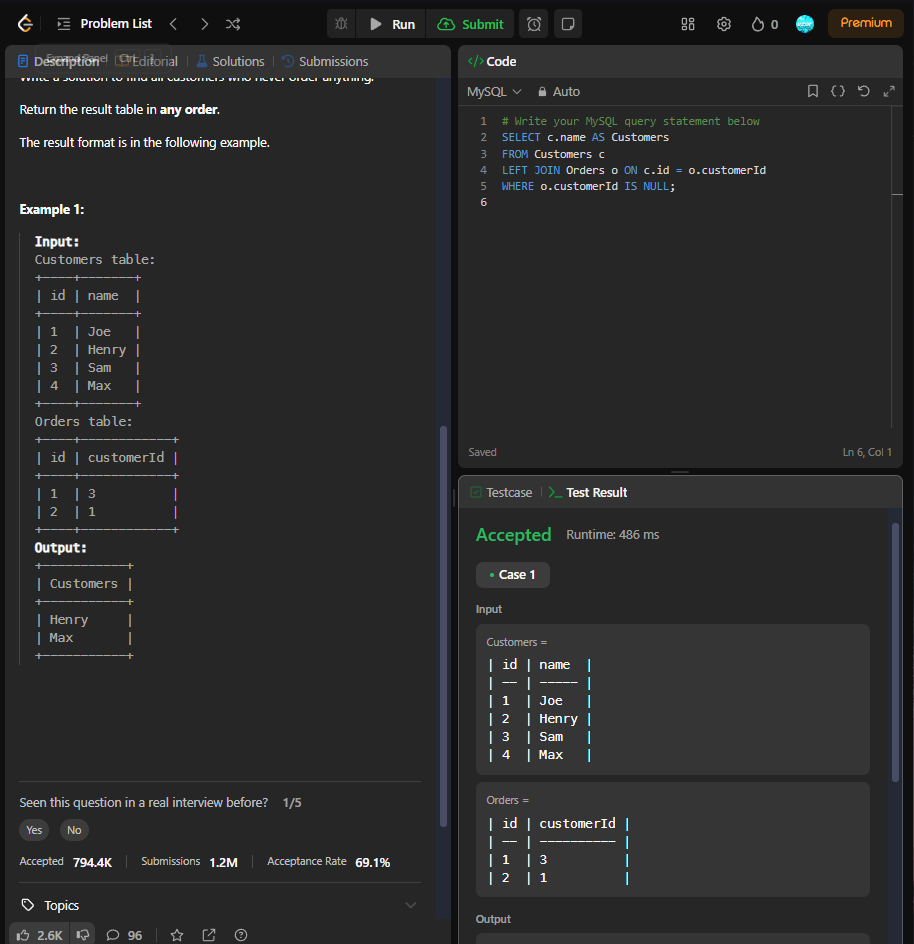 Problem List
Run
Submit
0
Premium
Description
Editorial
Solutions
Submissions
Write a solution to find all customers who never order anything.
Return the result table in any order.
The result format is in the following example.
Example 1:
Input:
Customers table:
+----+-------+
| id | name  |
+----+-------+
| 1  | Joe   |
| 2  | Henry |
| 3  | Sam   |
| 4  | Max   |
+----+-------+
Orders table:
+----+------------+
| id | customerId |
+----+------------+
| 1  | 3          |
| 2  | 1          |
+----+------------+
Output:
+-----------+
| Customers |
+-----------+
| Henry     |
| Max       |
+-----------+
Seen this question in a real interview before? 1/5
Yes
No
Accepted 794.4K
Submissions 1.2M
Acceptance Rate 69.1%
Topics
2.6K
96
Code
MySQL
Auto
1 # Write your MySQL query statement below
2 SELECT c.name AS Customers
3 FROM Customers c
4 LEFT JOIN Orders o ON c.id = o.customerId
5 WHERE o.customerId IS NULL;
6
Saved
Ln 6, Col 1
Testcase
Test Result
Accepted
Runtime: 486 ms
Case 1
Input
Customers =
| id | name  |
| -- | ----- |
| 1  | Joe   |
| 2  | Henry |
| 3  | Sam   |
| 4  | Max   |
Orders =
| id | customerId |
| -- | ---------- |
| 1  | 3          |
| 2  | 1          |
Output